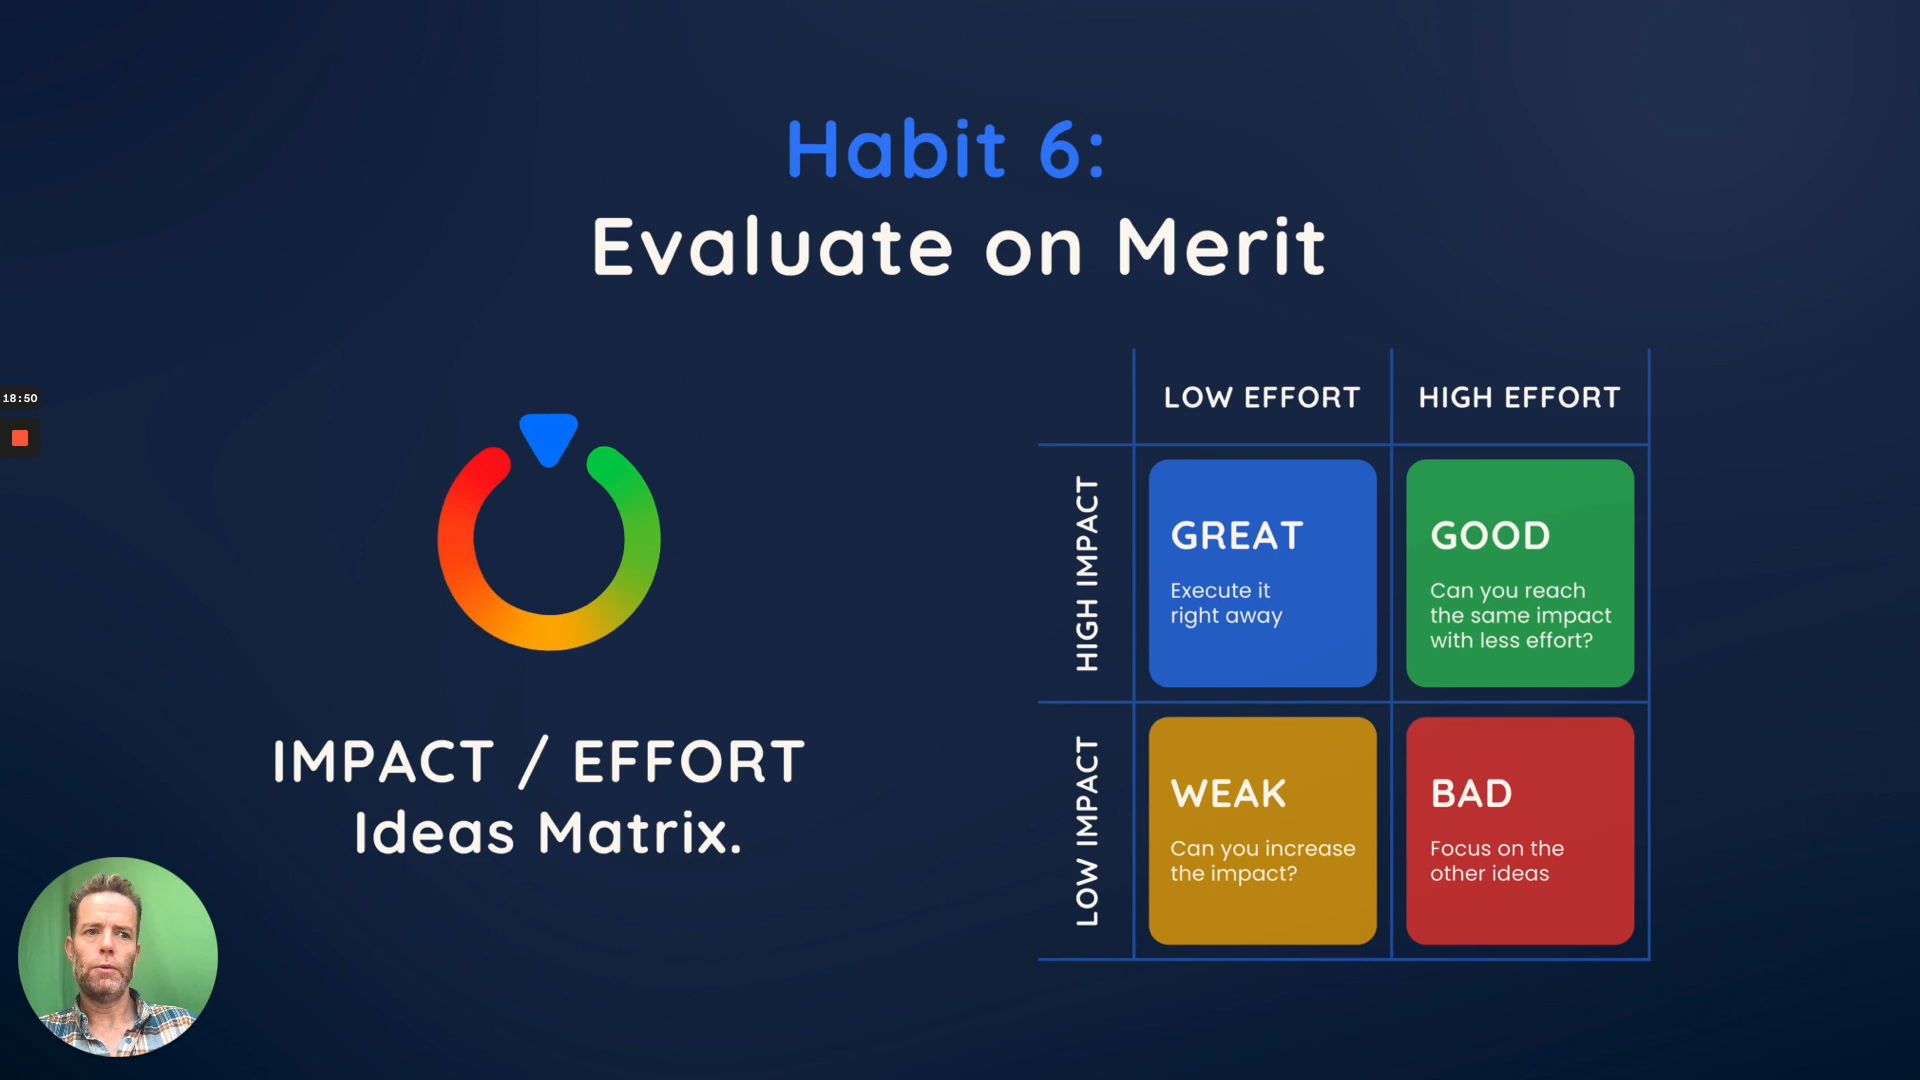 Habit 6:
Evaluate on Merit
18:50
IMPACT / EFFORT
Ideas Matrix.
LOW EFFORT
HIGH EFFORT
HIGH IMPACT
GREAT
Execute it
right away
GOOD
Can you reach
the same impact
with less effort?
LOW IMPACT
WEAK
Can you increase
the impact?
BAD
Focus on the
other ideas